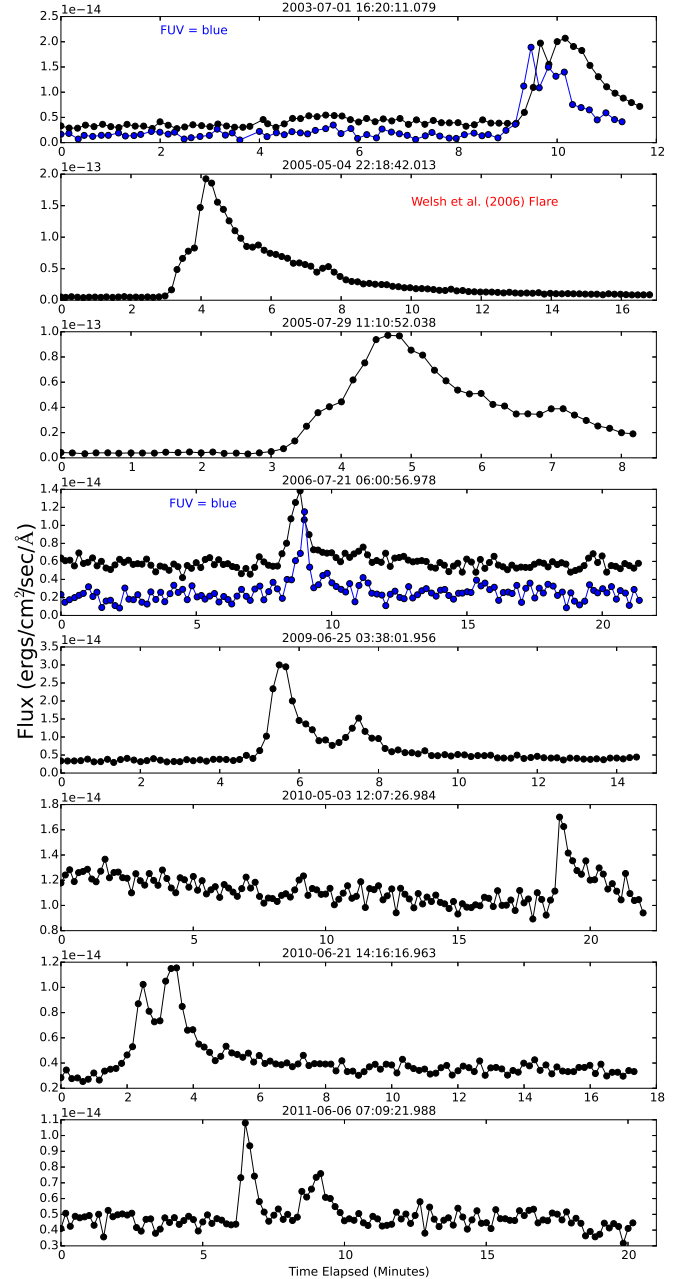 1e−14
2003-07-01 16:20:11.079
FUV = blue
2.5
2.0
1.5
1.0
0.5
0.0
0 2 4 6 8 10 12
1e−13
2005-05-04 22:18:42.013
Welsh et al. (2006) Flare
2.0
1.5
1.0
0.5
0.0
0 2 4 6 8 10 12 14 16
1e−13
2005-07-29 11:10:52.038
1.0
0.8
0.6
0.4
0.2
0.0
0 1 2 3 4 5 6 7 8
1e−14
2006-07-21 06:00:56.978
FUV = blue
1.4
1.2
1.0
0.8
0.6
0.4
0.2
0.0
0 5 10 15 20
Flux (ergs/cm²/sec/Å)
1e−14
2009-06-25 03:38:01.956
3.5
3.0
2.5
2.0
1.5
1.0
0.5
0.0
0 2 4 6 8 10 12 14
1e−14
2010-05-03 12:07:26.984
1.8
1.6
1.4
1.2
1.0
0.8
0 5 10 15 20
1e−14
2010-06-21 14:16:16.963
1.2
1.0
0.8
0.6
0.4
0.2
0 2 4 6 8 10 12 14 16 18
1e−14
2011-06-06 07:09:21.988
1.1
1.0
0.9
0.8
0.7
0.6
0.5
0.4
0.3
0 5 10 15 20
Time Elapsed (Minutes)